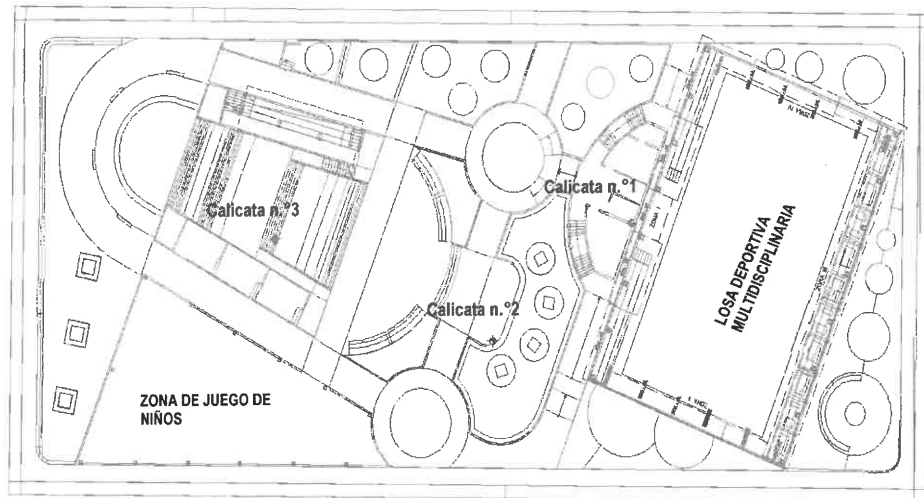 Calicata n.°1
Calicata n.°3
Calicata n.°2
LOSA DEPORTIVA
MULTIDISCIPLINARIA
ZONA DE JUEGO DE
NIÑOS